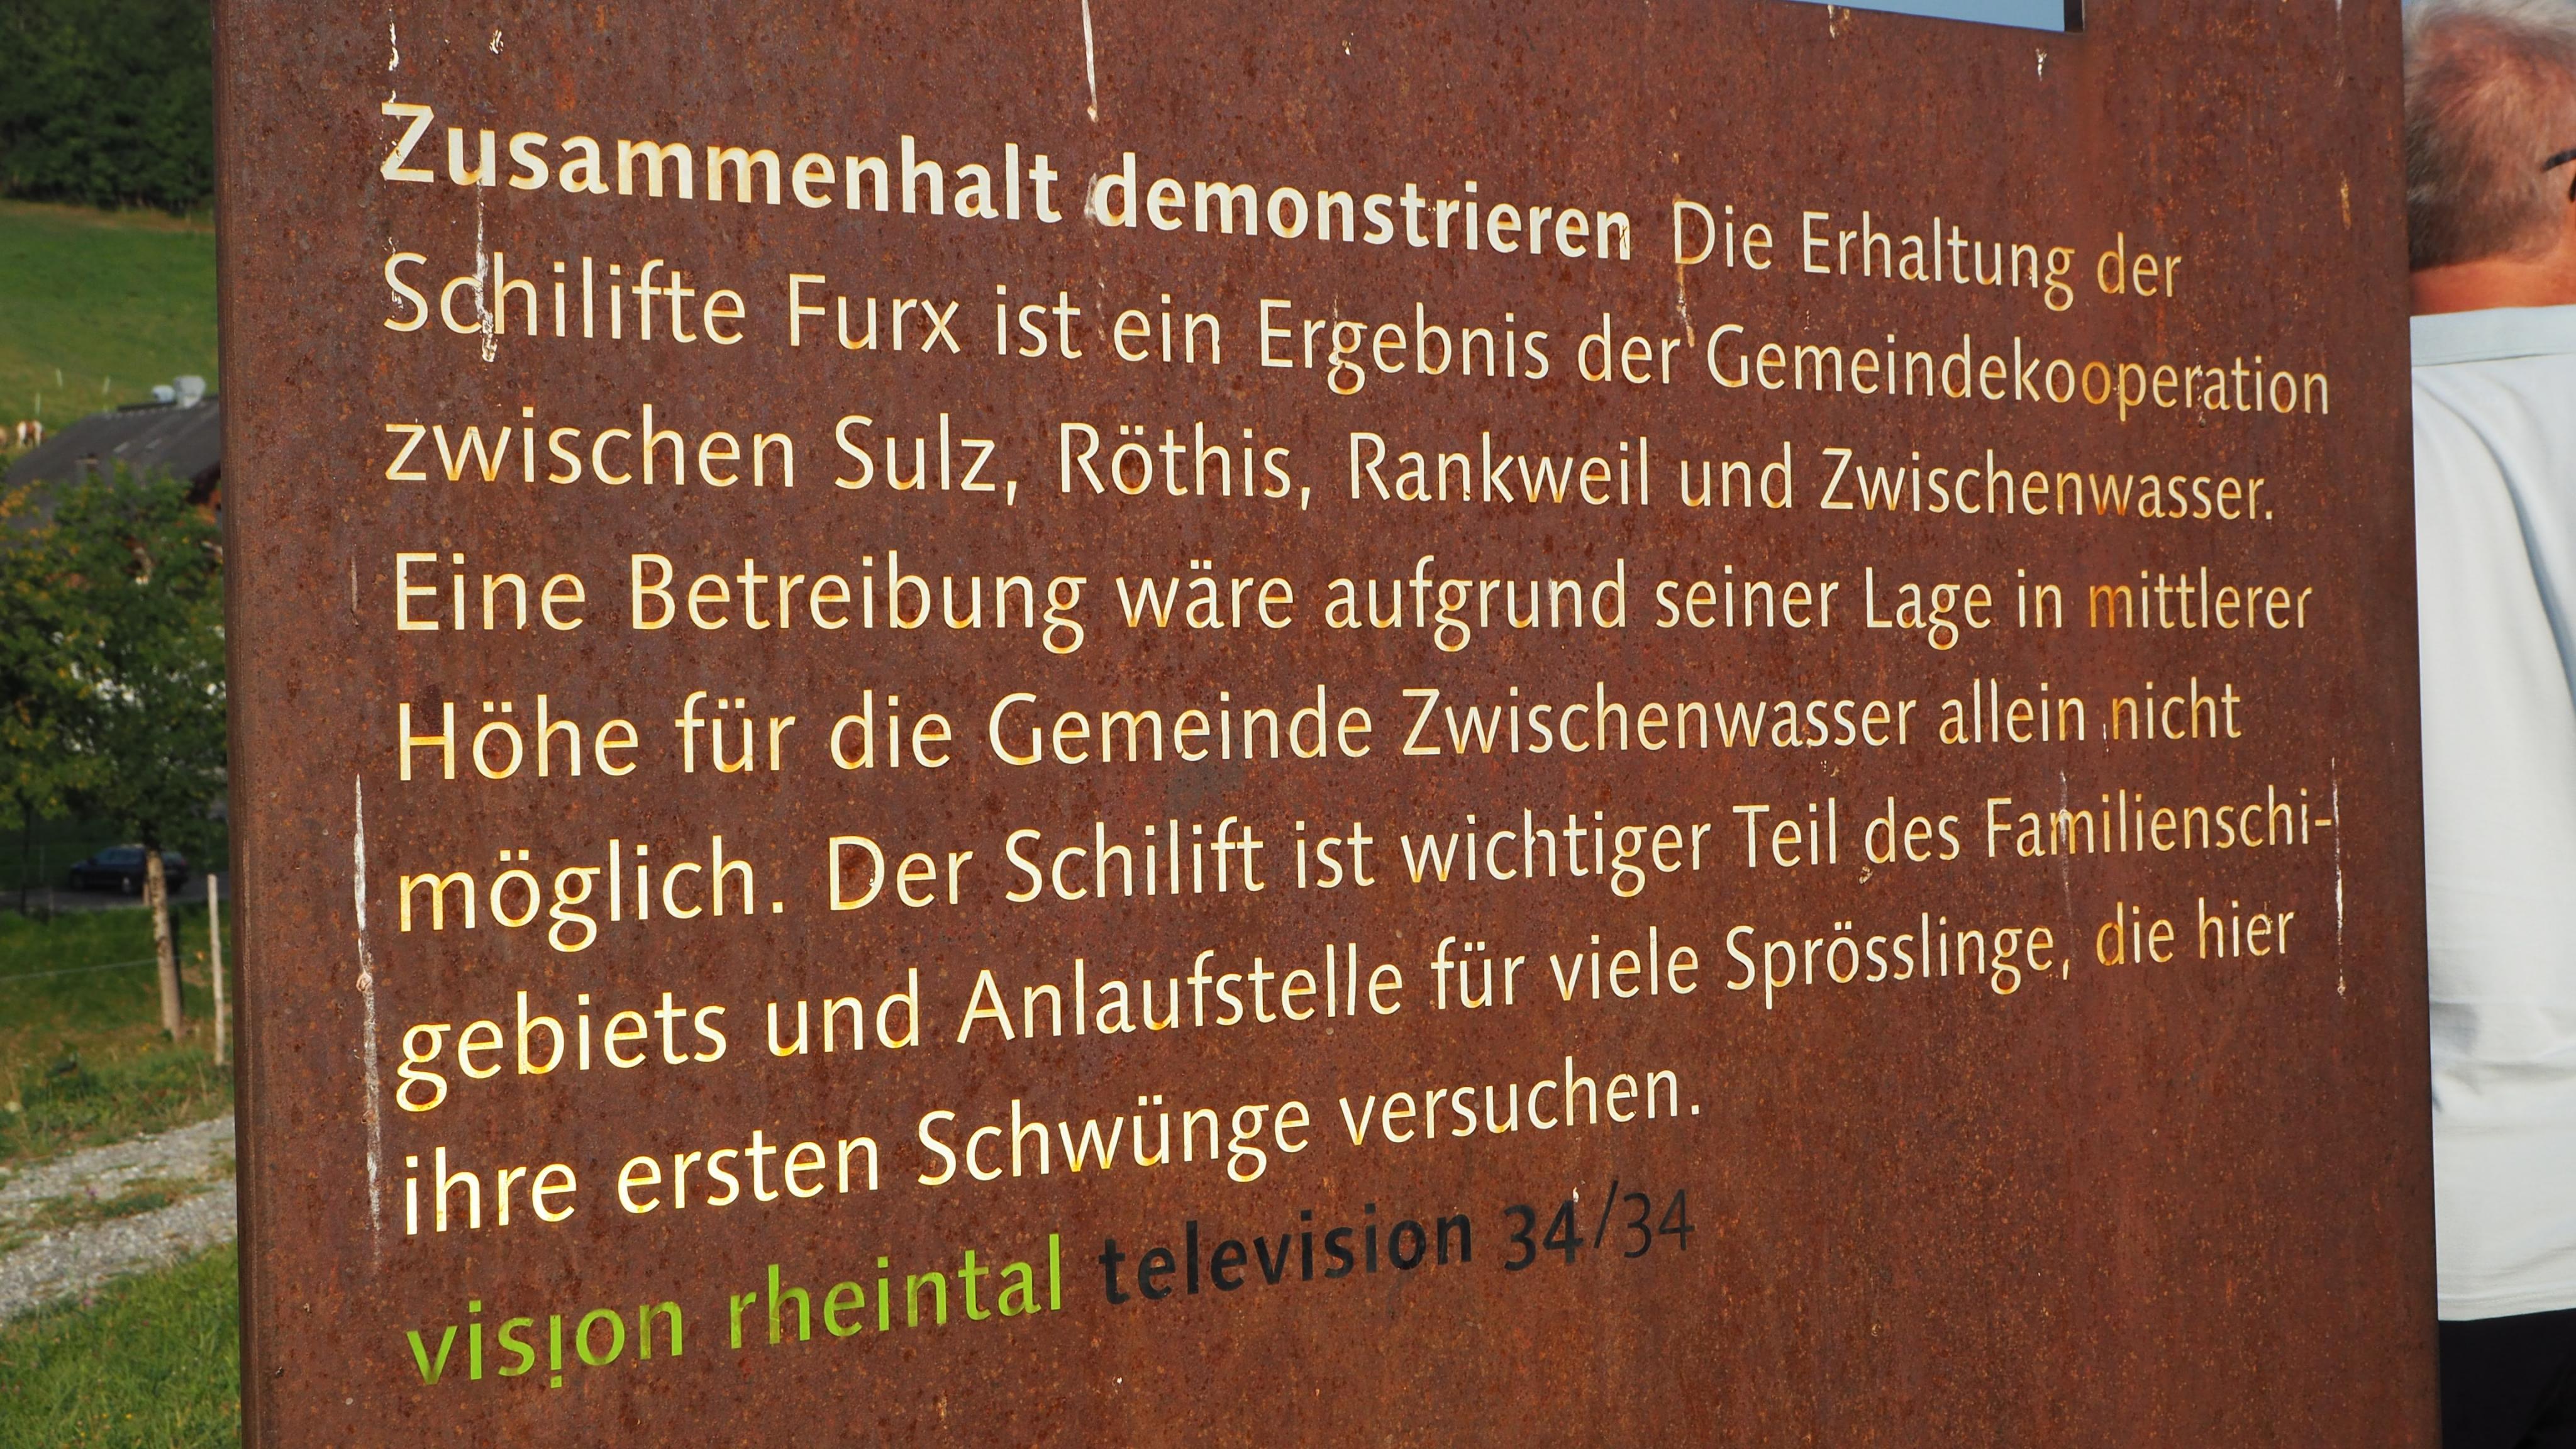 Zusammenhalt demonstrieren Die Erhaltung der
Schilifte Furx ist ein Ergebnis der Gemeindekooperation
zwischen Sulz, Röthis, Rankweil und Zwischenwasser.
Eine Betreibung wäre aufgrund seiner Lage in mittlerer
Höhe für die Gemeinde Zwischenwasser allein nicht
möglich. Der Schilift ist wichtiger Teil des Familienschi-
gebiets und Anlaufstelle für viele Sprösslinge, die hier
ihre ersten Schwünge versuchen.
vision rheintal television 34/34